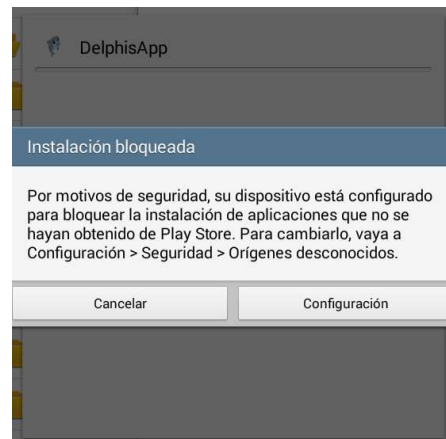 DelphisApp
Instalación bloqueada
Por motivos de seguridad, su dispositivo está configurado
para bloquear la instalación de aplicaciones que no se
hayan obtenido de Play Store. Para cambiarlo, vaya a
Configuración > Seguridad > Orígenes desconocidos.
Cancelar
Configuración